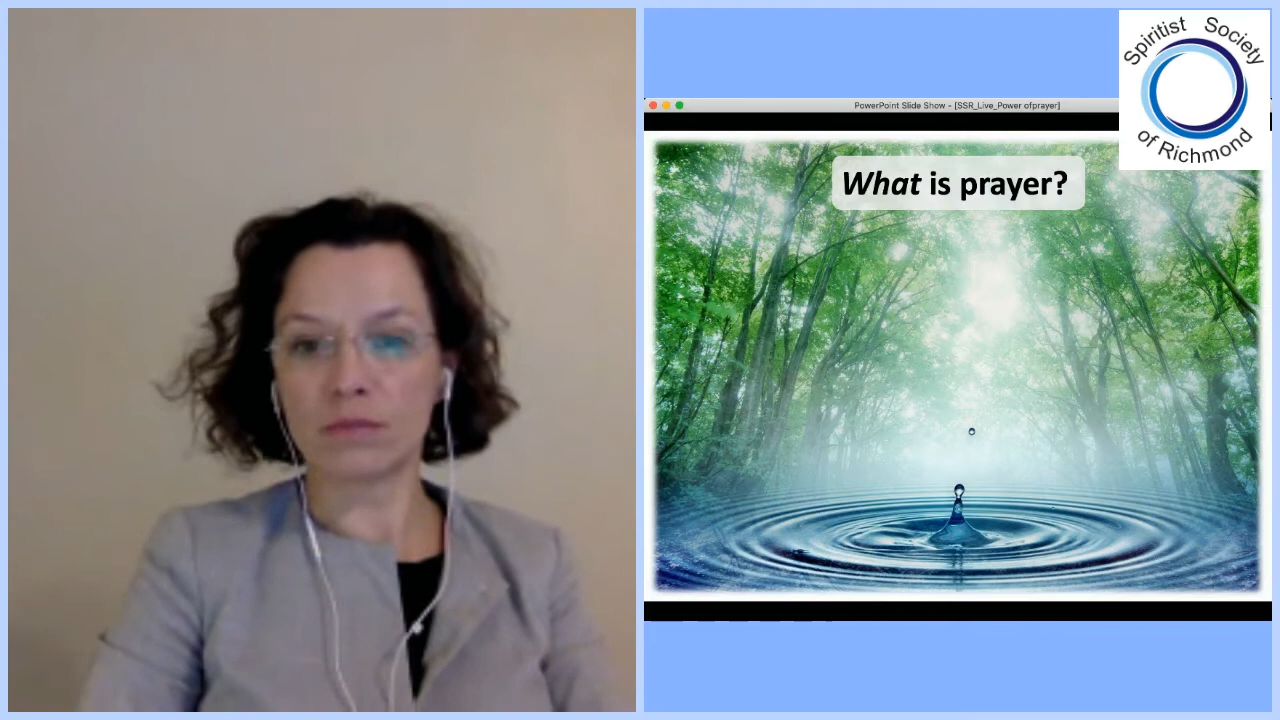 Spiritist Society
of Richmond
PowerPoint Slide Show - [SSR_Live_Power ofprayer]
What is prayer?